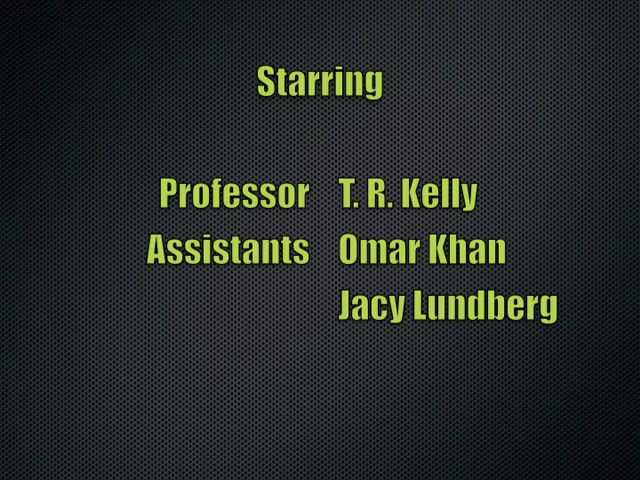 Starring
Professor T. R. Kelly
Assistants Omar Khan
Jacy Lundberg